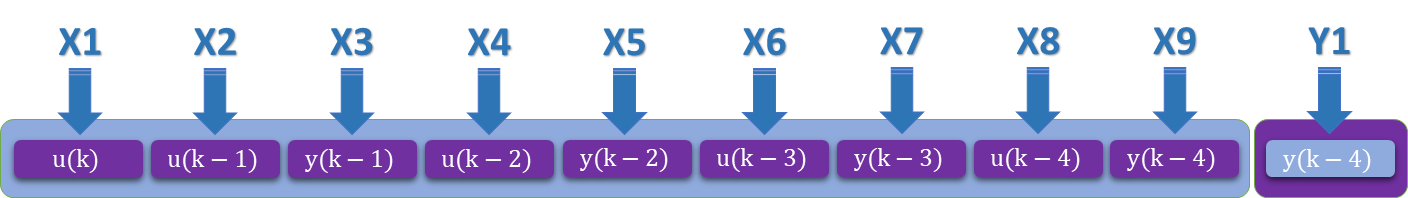 X1 X2 X3 X4 X5 X6 X7 X8 X9 Y1
u(k) u(k − 1) y(k − 1) u(k − 2) y(k − 2) u(k − 3) y(k − 3) u(k − 4) y(k − 4) y(k − 4)